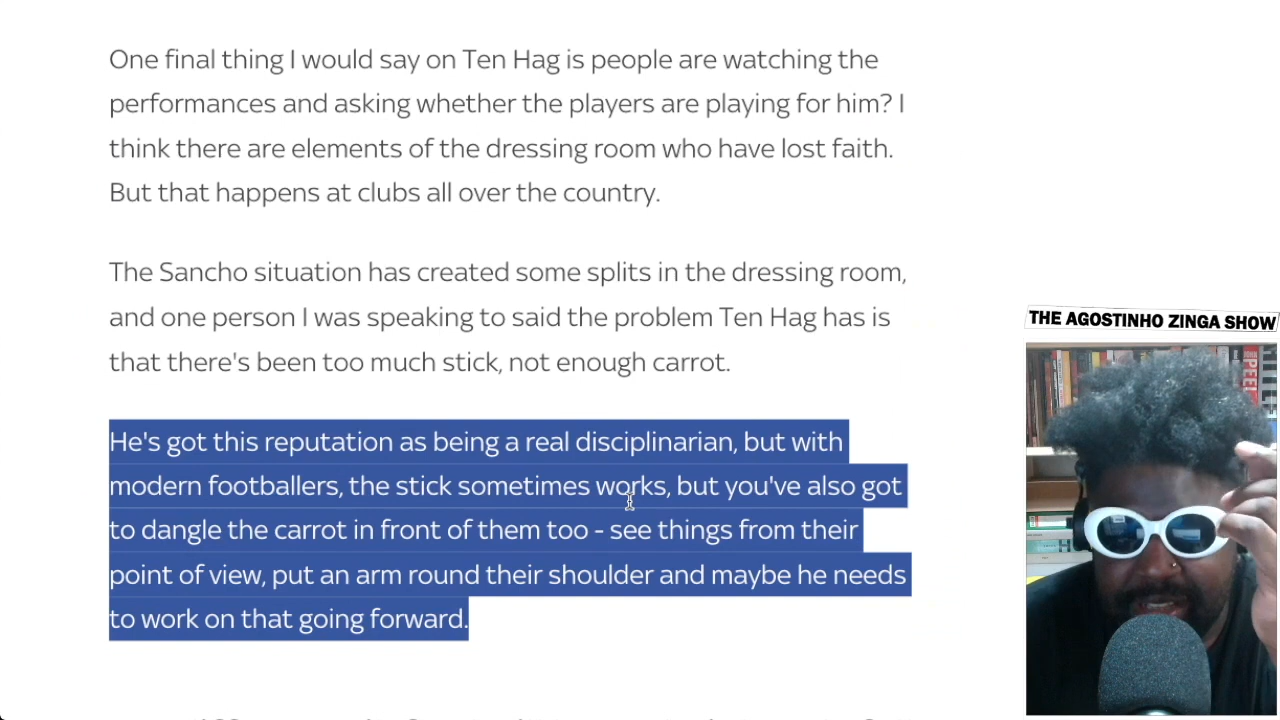 One final thing I would say on Ten Hag is people are watching the
performances and asking whether the players are playing for him? I
think there are elements of the dressing room who have lost faith.
But that happens at clubs all over the country.
The Sancho situation has created some splits in the dressing room,
and one person I was speaking to said the problem Ten Hag has is
that there's been too much stick, not enough carrot.
He's got this reputation as being a real disciplinarian, but with
modern footballers, the stick sometimes works, but you've also got
to dangle the carrot in front of them too - see things from their
point of view, put an arm round their shoulder and maybe he needs
to work on that going forward.
THE AGOSTINHO ZINGA SHOW